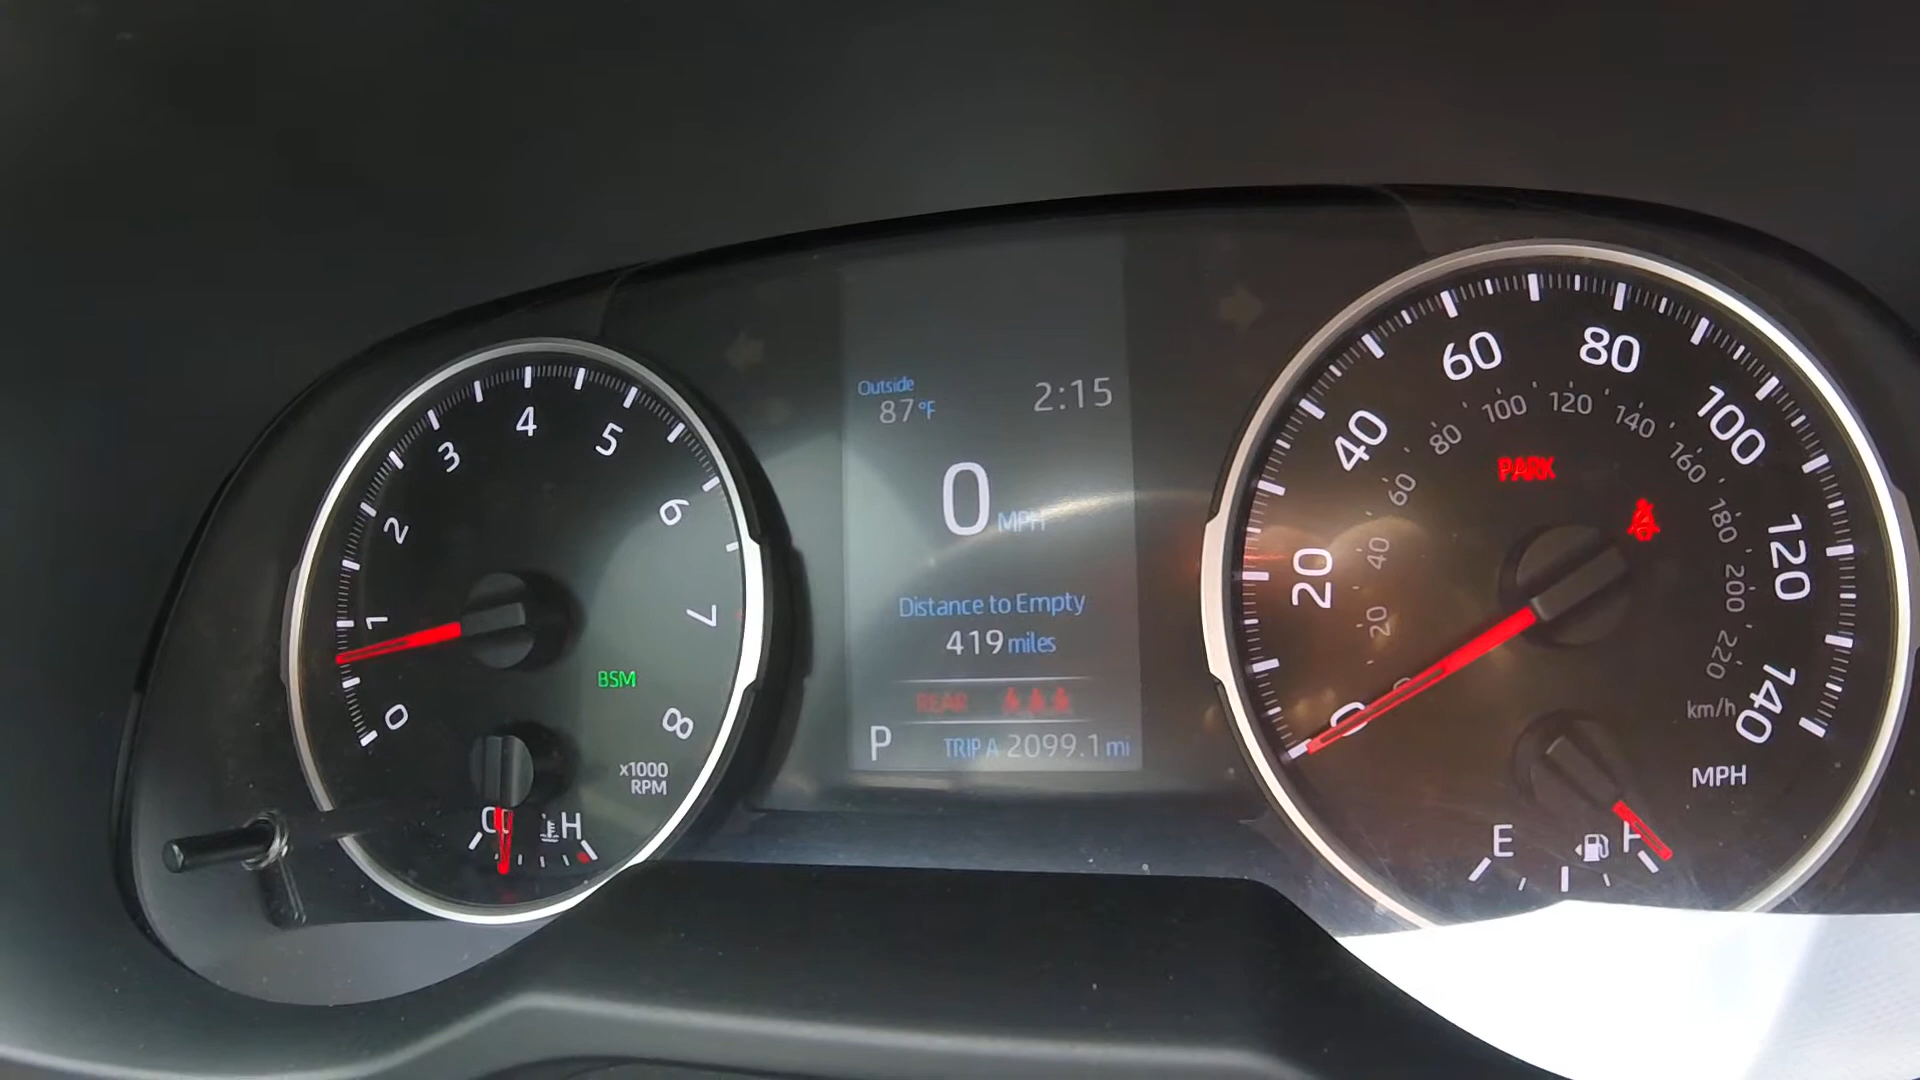 0
1
2
3
4
5
6
7
8
BSM
x1000
RPM
C
H
Outside
87°F
2:15
0 MPH
Distance to Empty
419 miles
REAR
P
TRIP A 2099.1 mi
0
20
40
60
80
100
120
140
0
20
40
60
80
100
120
140
160
180
200
220
km/h
MPH
PARK
E
F